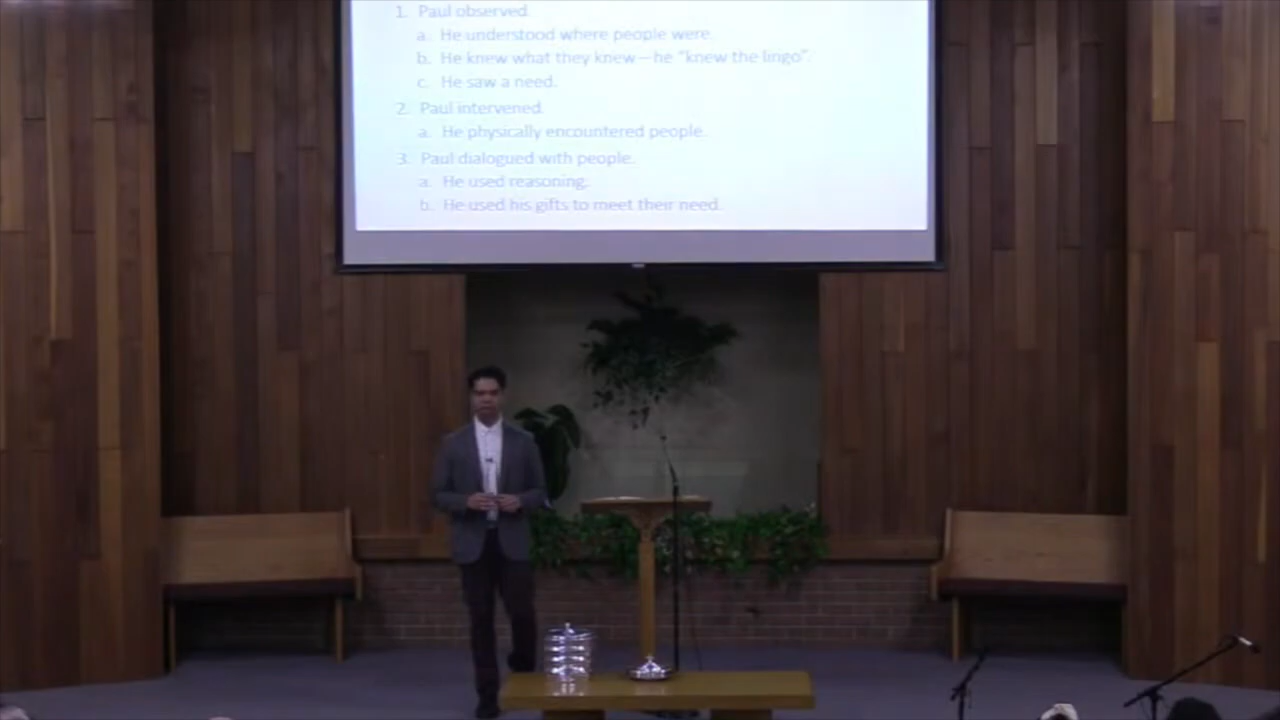 1. Paul observed.
a. He understood where people were.
b. He knew what they knew—he “knew the lingo”.
c. He saw a need.
2. Paul intervened.
a. He physically encountered people.
3. Paul dialogued with people.
a. He used reasoning.
b. He used his gifts to meet their need.